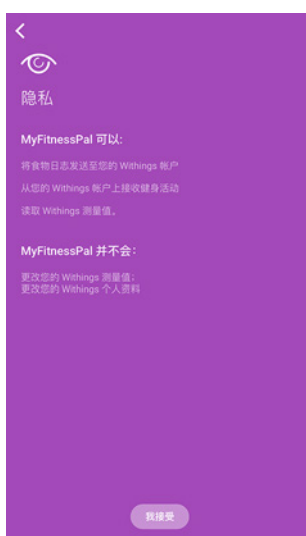 隐私
MyFitnessPal 可以:
将食物日志发送至您的 Withings 帐户
从您的 Withings 帐户上接收健身活动
读取 Withings 测量值。
MyFitnessPal 并不会:
更改您的 Withings 测量值;
更改您的 Withings 个人资料
我接受